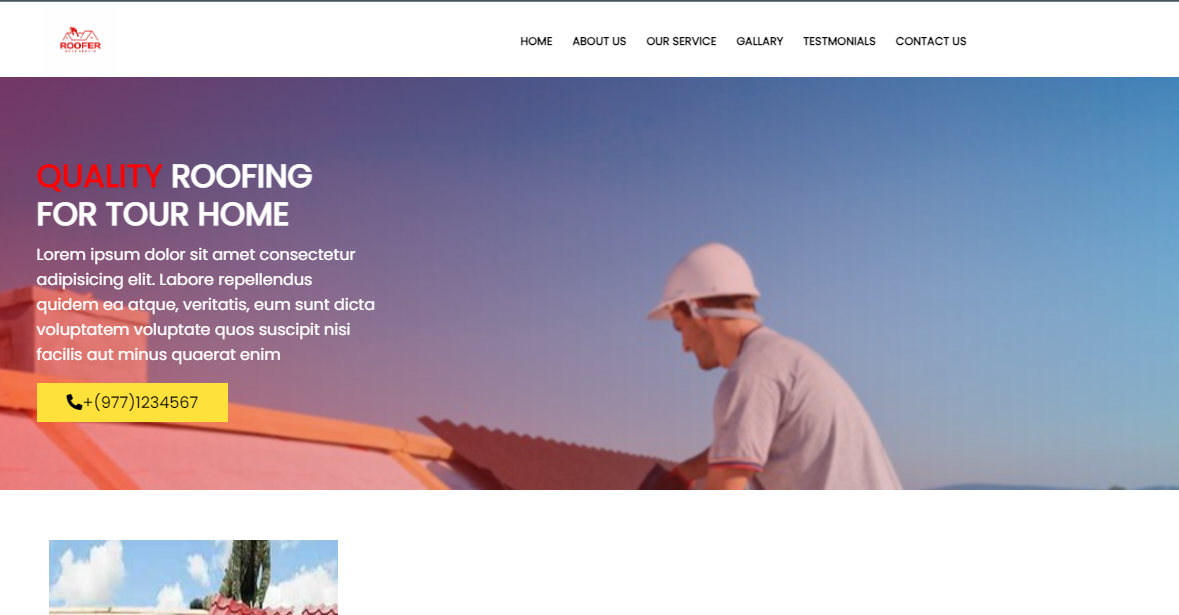 ROOFER
HOME ABOUT US OUR SERVICE GALLARY TESTMONIALS CONTACT US
QUALITY ROOFING
FOR TOUR HOME
Lorem ipsum dolor sit amet consectetur
adipisicing elit. Labore repellendus
quidem ea atque, veritatis, eum sunt dicta
voluptatem voluptate quos suscipit nisi
facilis aut minus quaerat enim
+(977)1234567